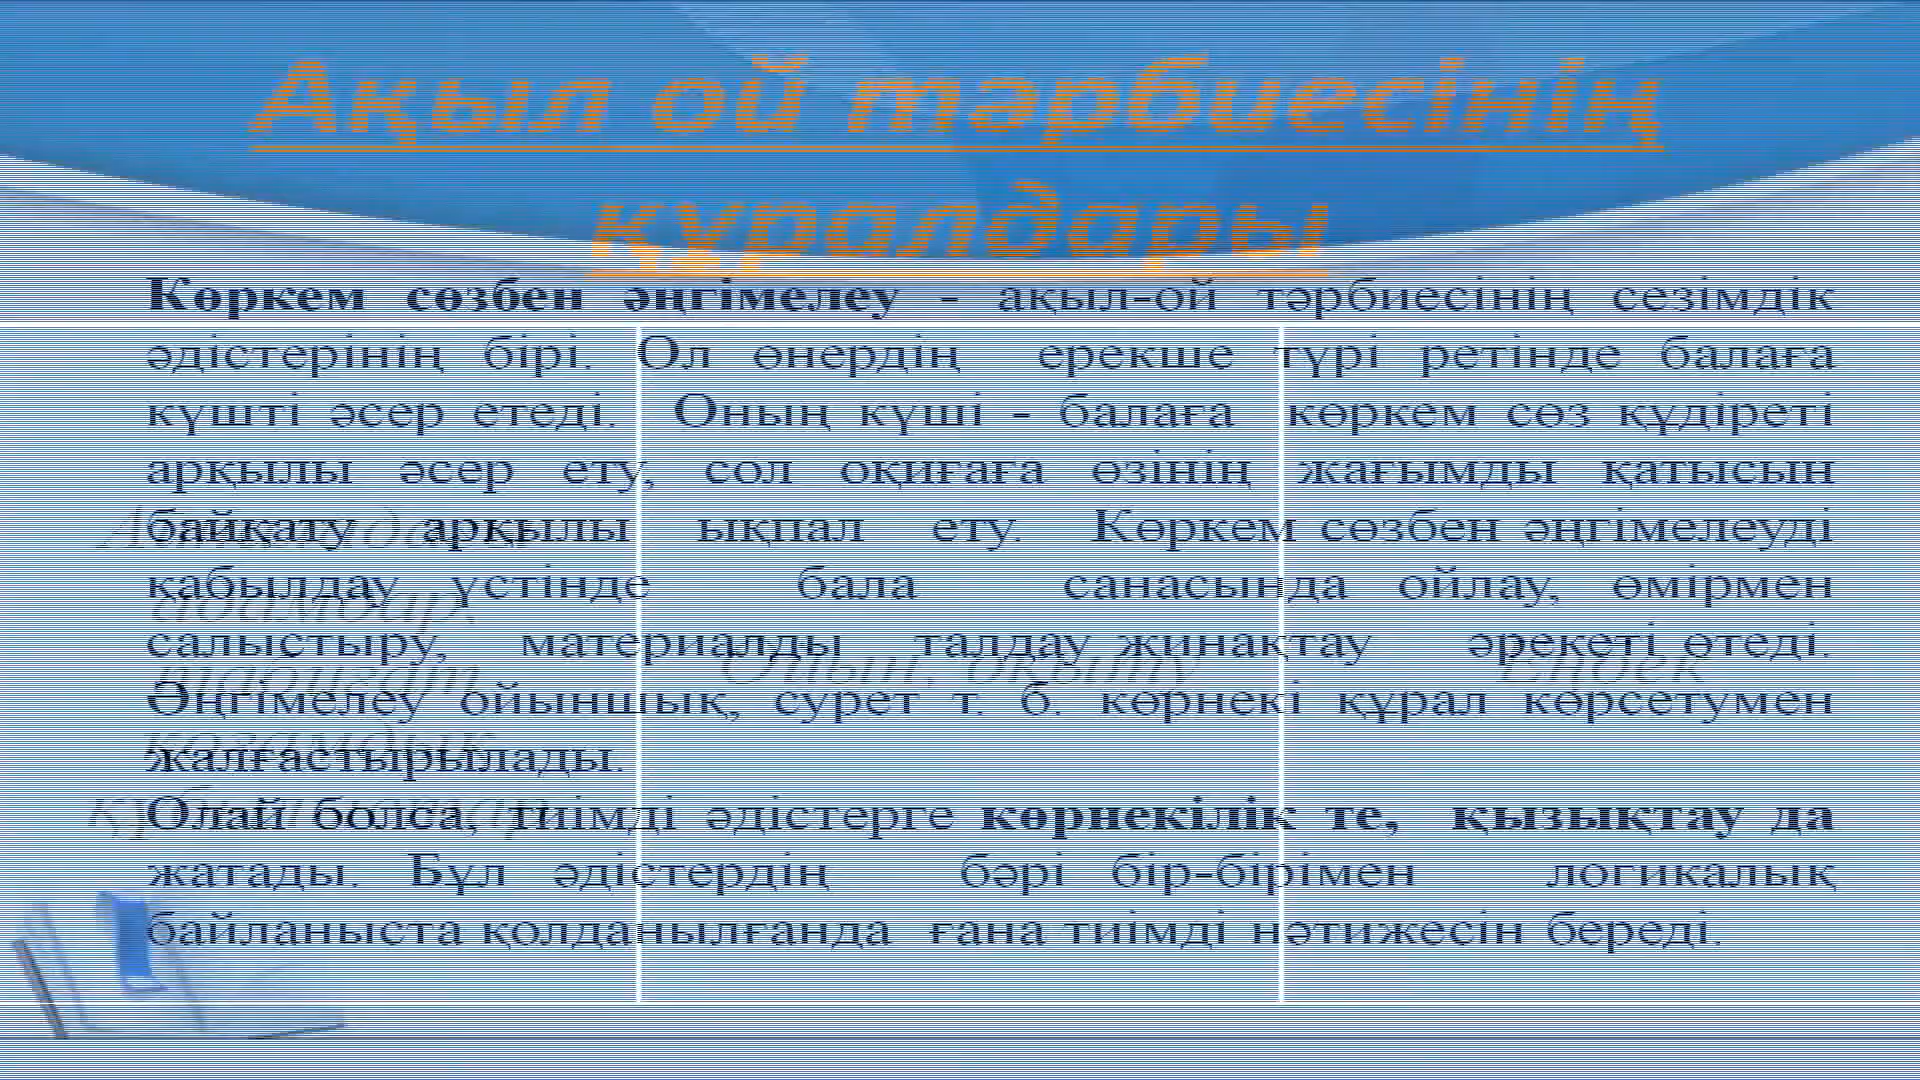 Ақыл ой тәрбиесінің
құралдары
Көркем сөзбен әңгімелеу - ақыл-ой тәрбиесінің сезімдік
әдістерінің бірі. Ол өнердің ерекше түрі ретінде балаға
күшті әсер етеді. Оның күші - балаға көркем сөз құдіреті
арқылы әсер ету, сол оқиғаға өзінің жағымды қатысын
байқату арқылы ықпал ету. Көркем сөзбен әңгімелеуді
қабылдау үстінде бала санасында ойлау, өмірмен
салыстыру, материалды талдау жинақтау әрекеті өтеді.
Ойын, оқыту Еңбек
Әңгімелеу ойыншық, сурет т. б. көрнекі құрал көрсетумен
жалғастырылады.
Олай болса, тиімді әдістерге көрнекілік те, қызықтау да
жатады. Бұл әдістердің бәрі бір-бірімен логикалық
байланыста қолданылғанда ғана тиімді нәтижесін береді.